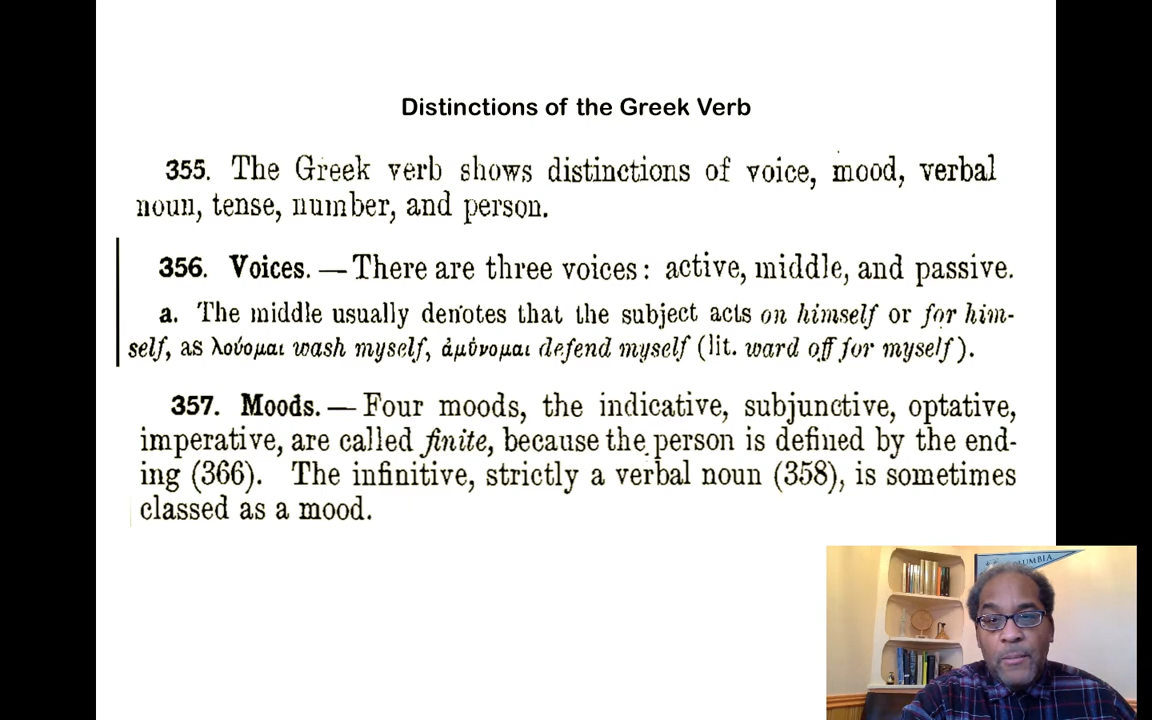 Distinctions of the Greek Verb
355. The Greek verb shows distinctions of voice, mood, verbal
noun, tense, number, and person.
356. Voices. — There are three voices: active, middle, and passive.
a. The middle usually denotes that the subject acts on himself or for him-
self, as λούομαι wash myself, ἀμύνομαι defend myself (lit. ward off for myself).
357. Moods. — Four moods, the indicative, subjunctive, optative,
imperative, are called finite, because the person is defined by the end-
ing (366). The infinitive, strictly a verbal noun (358), is sometimes
classed as a mood.